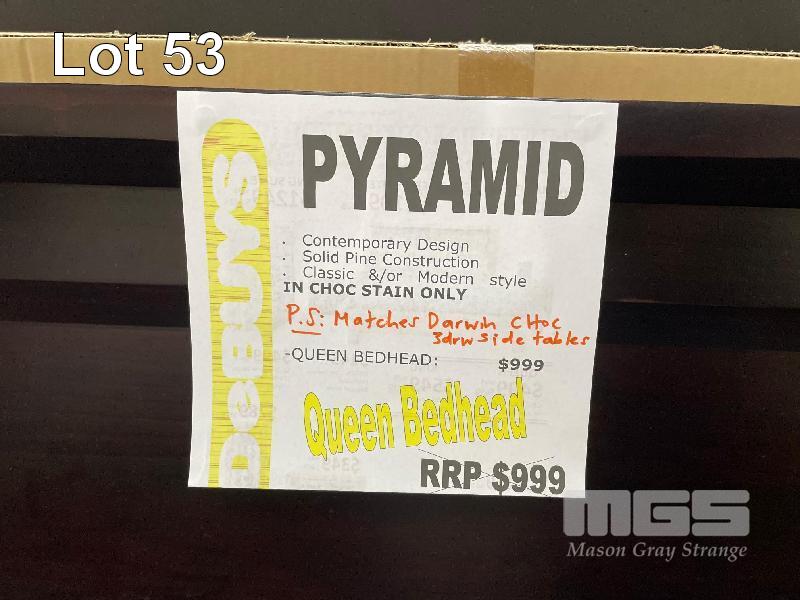 Lot 53
DeBUYS
PYRAMID
· Contemporary Design
· Solid Pine Construction
· Classic &/or Modern style
IN CHOC STAIN ONLY
P.S: Matches Darwin CHoc
3drw side tables
-QUEEN BEDHEAD: $999
Queen Bedhead
RRP $999
MGS
Mason Gray Strange